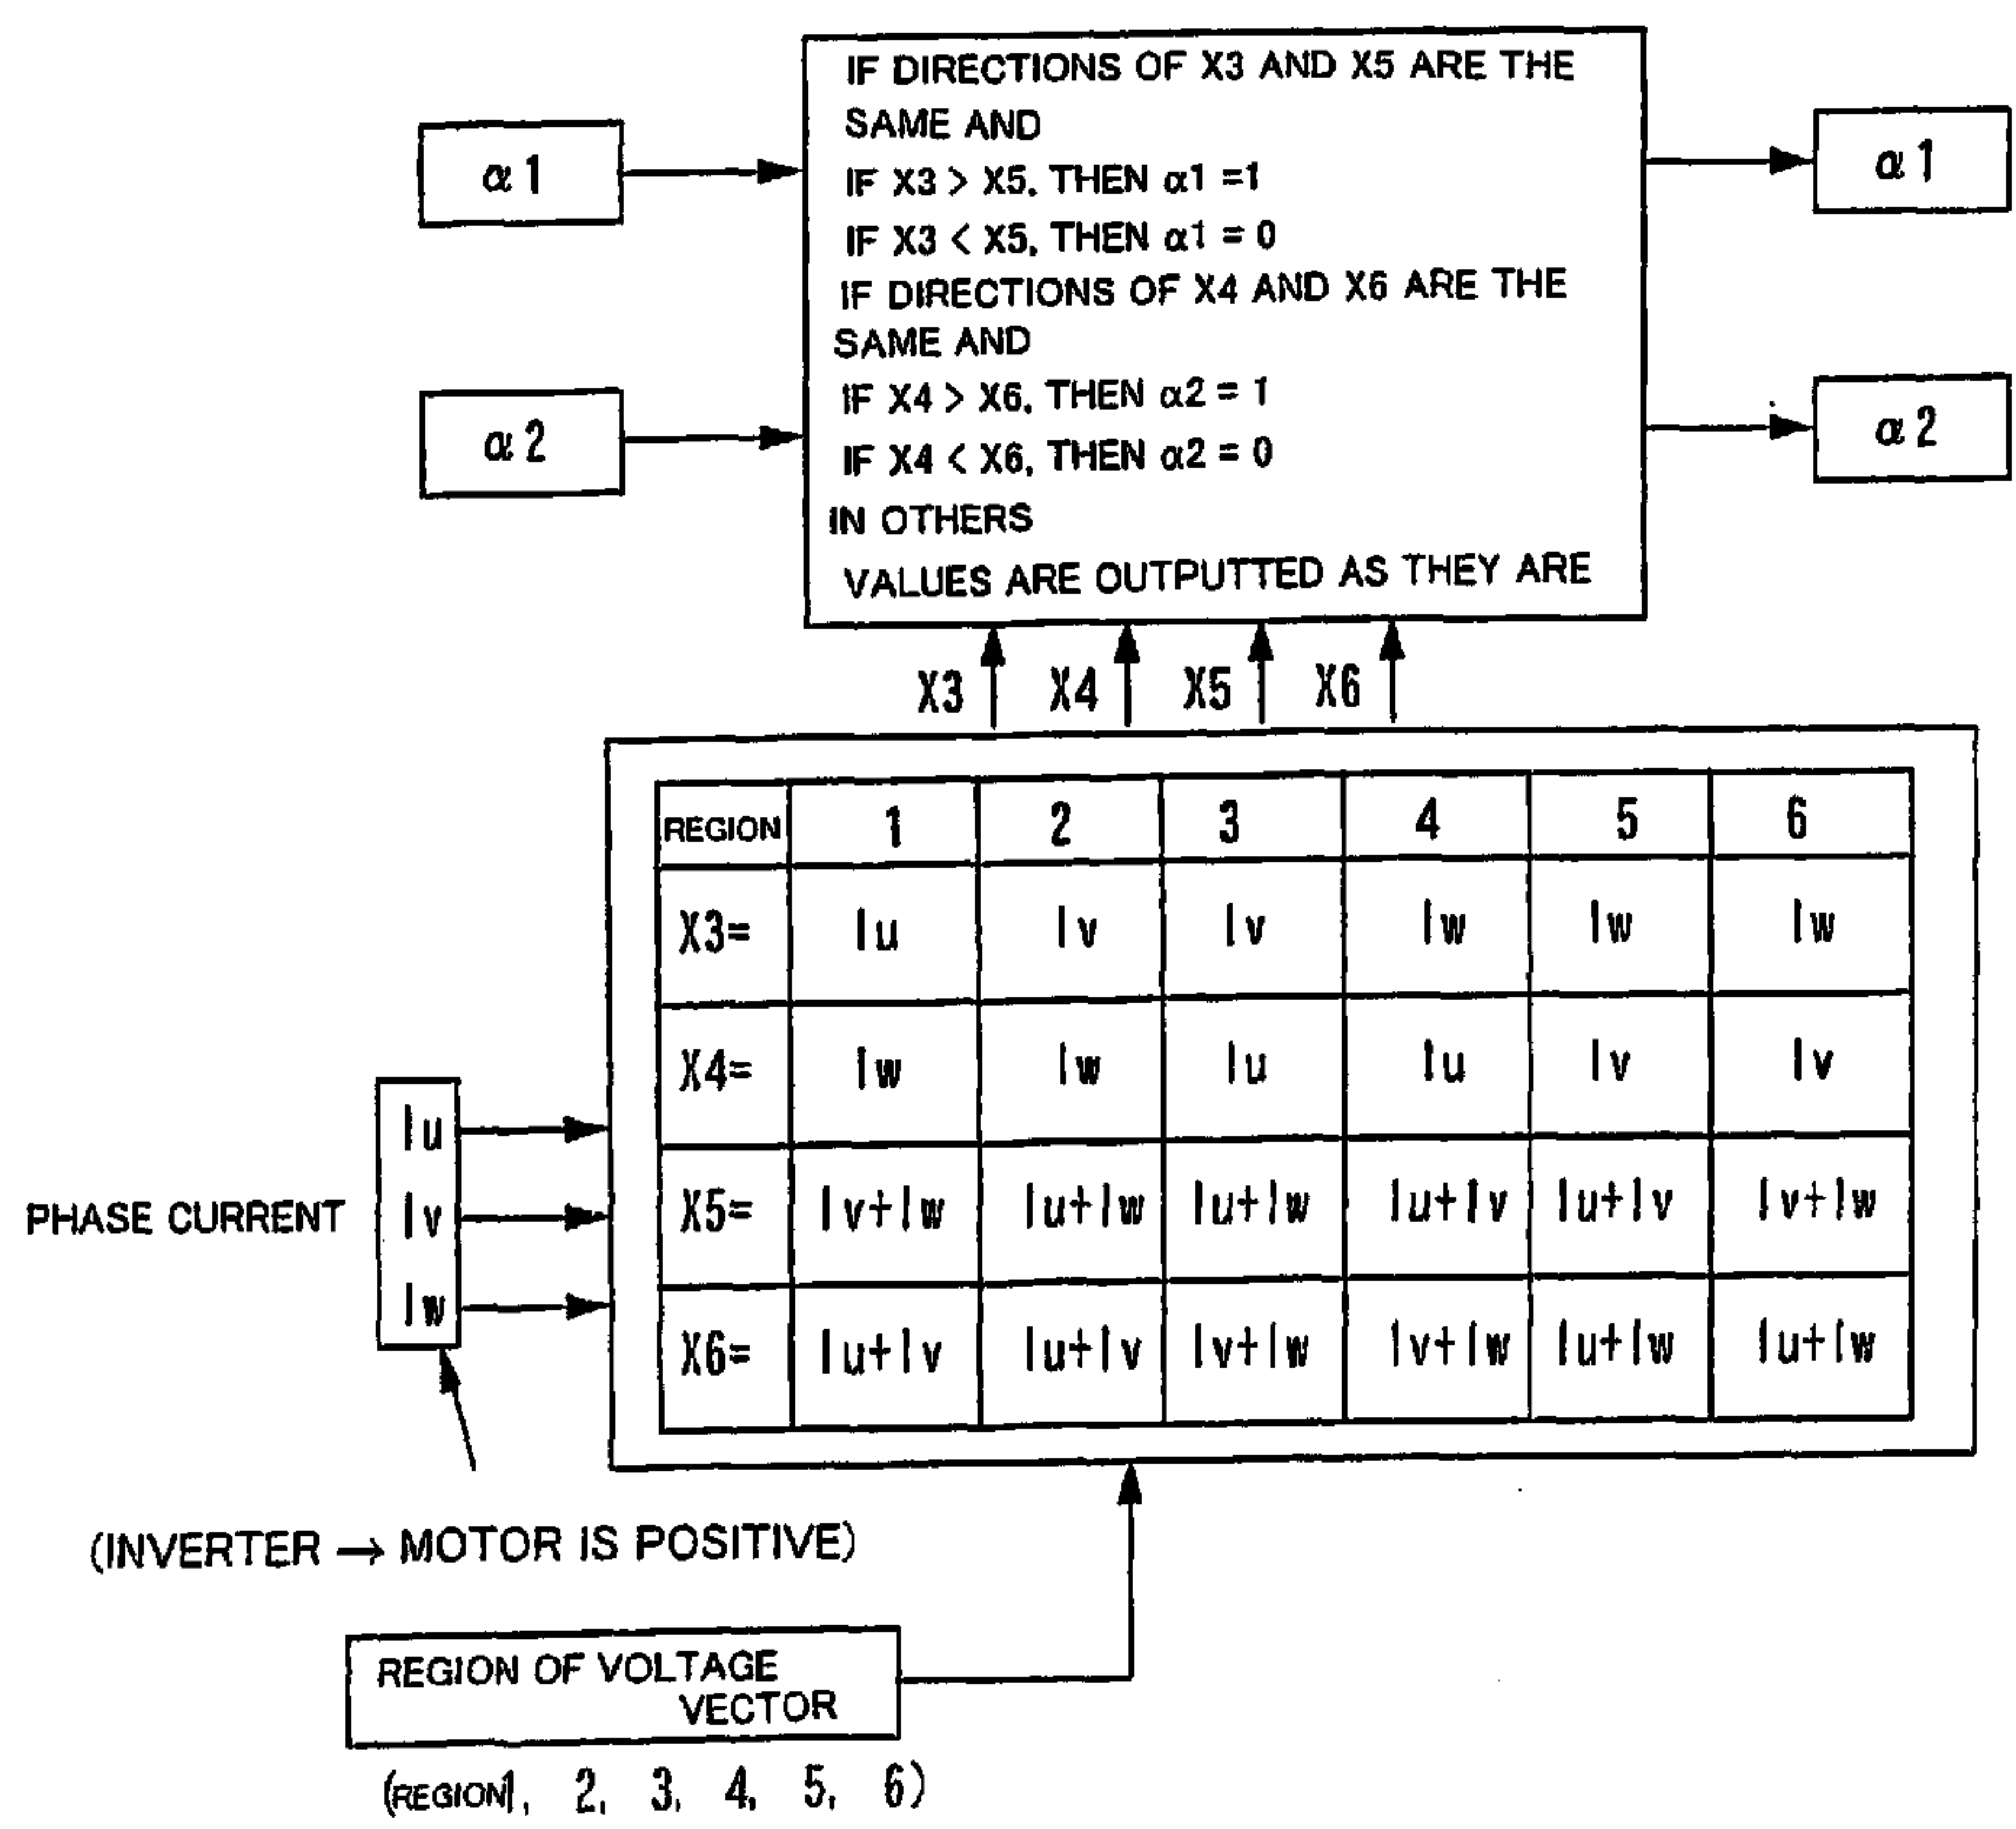 IF DIRECTIONS OF X3 AND X5 ARE THE
SAME AND
IF X3 > X5, THEN α1 =1
IF X3 < X5, THEN α1 = 0
IF DIRECTIONS OF X4 AND X6 ARE THE
SAME AND
IF X4 > X6, THEN α2 = 1
IF X4 < X6, THEN α2 = 0
IN OTHERS
VALUES ARE OUTPUTTED AS THEY ARE
α1
α1
α2
α2
X3 X4 X5 X6
REGION 1 2 3 4 5 6
X3= Iu Iv Iv Iw Iw Iw
X4= Iw Iw Iu Iu Iv Iv
X5= Iv+Iw Iu+Iw Iu+Iw Iu+Iv Iu+Iv Iv+Iw
X6= Iu+Iv Iu+Iv Iv+Iw Iv+Iw Iu+Iw Iu+Iw
Iu
PHASE CURRENT Iv
Iw
(INVERTER → MOTOR IS POSITIVE)
REGION OF VOLTAGE
VECTOR
(REGION1, 2, 3, 4, 5, 6)